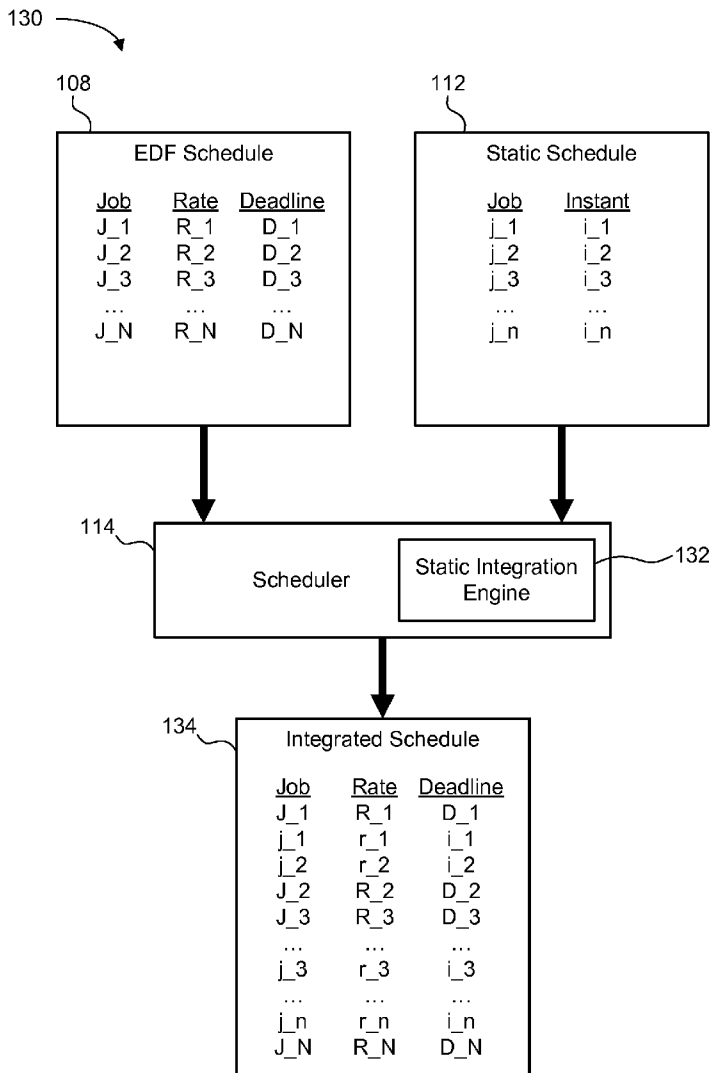 130
108
EDF Schedule
Job Rate Deadline
J_1 R_1 D_1
J_2 R_2 D_2
J_3 R_3 D_3
... ... ...
J_N R_N D_N
112
Static Schedule
Job Instant
j_1 i_1
j_2 i_2
j_3 i_3
... ...
j_n i_n
114
Scheduler
Static Integration
Engine
132
134
Integrated Schedule
Job Rate Deadline
J_1 R_1 D_1
j_1 r_1 i_1
j_2 r_2 i_2
J_2 R_2 D_2
J_3 R_3 D_3
... ... ...
j_3 r_3 i_3
... ... ...
j_n r_n i_n
J_N R_N D_N